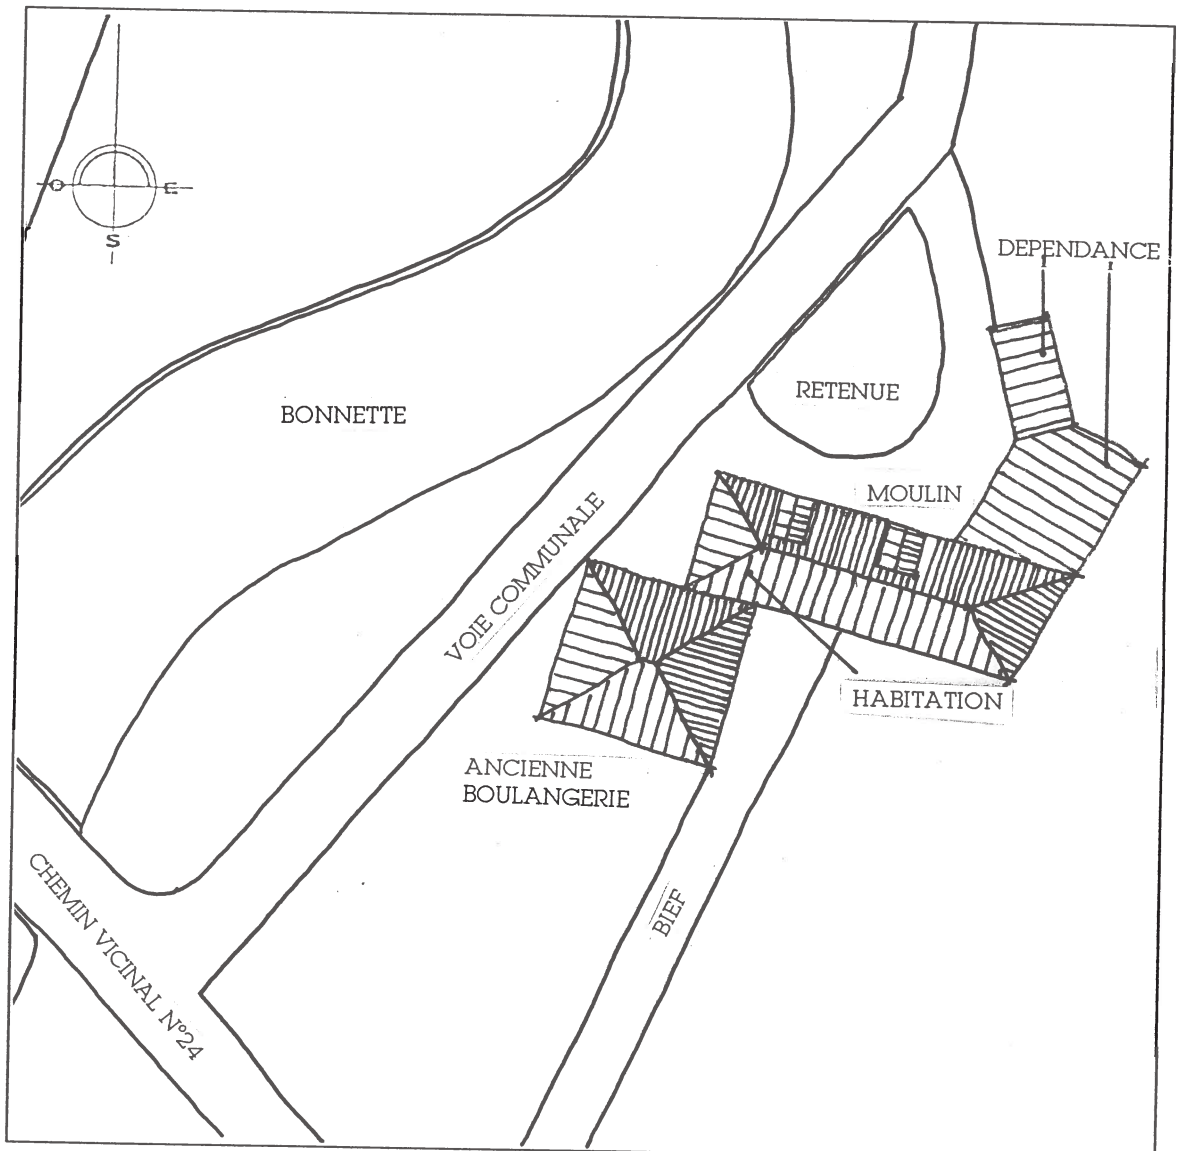 O E
S
DEPENDANCE
RETENUE
BONNETTE
MOULIN
VOIE COMMUNALE
HABITATION
ANCIENNE
BOULANGERIE
CHEMIN VICINAL N°24
BIEF